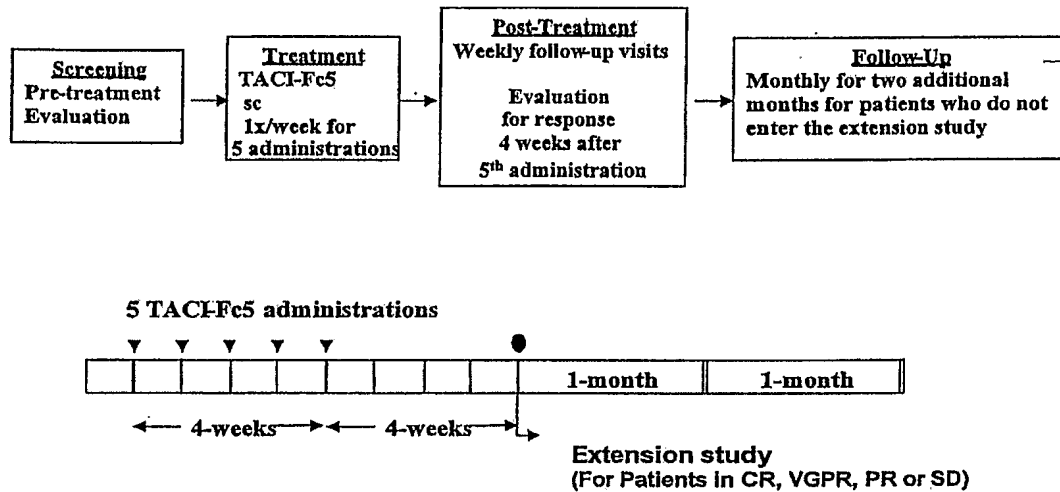 Screening
Pre-treatment
Evaluation
Treatment
TACI-Fc5
sc
1x/week for
5 administrations
Post-Treatment
Weekly follow-up visits
Evaluation
for response
4 weeks after
5th administration
Follow-Up
Monthly for two additional
months for patients who do not
enter the extension study
5 TACI-Fc5 administrations
1-month
1-month
4-weeks
4-weeks
Extension study
(For Patients in CR, VGPR, PR or SD)